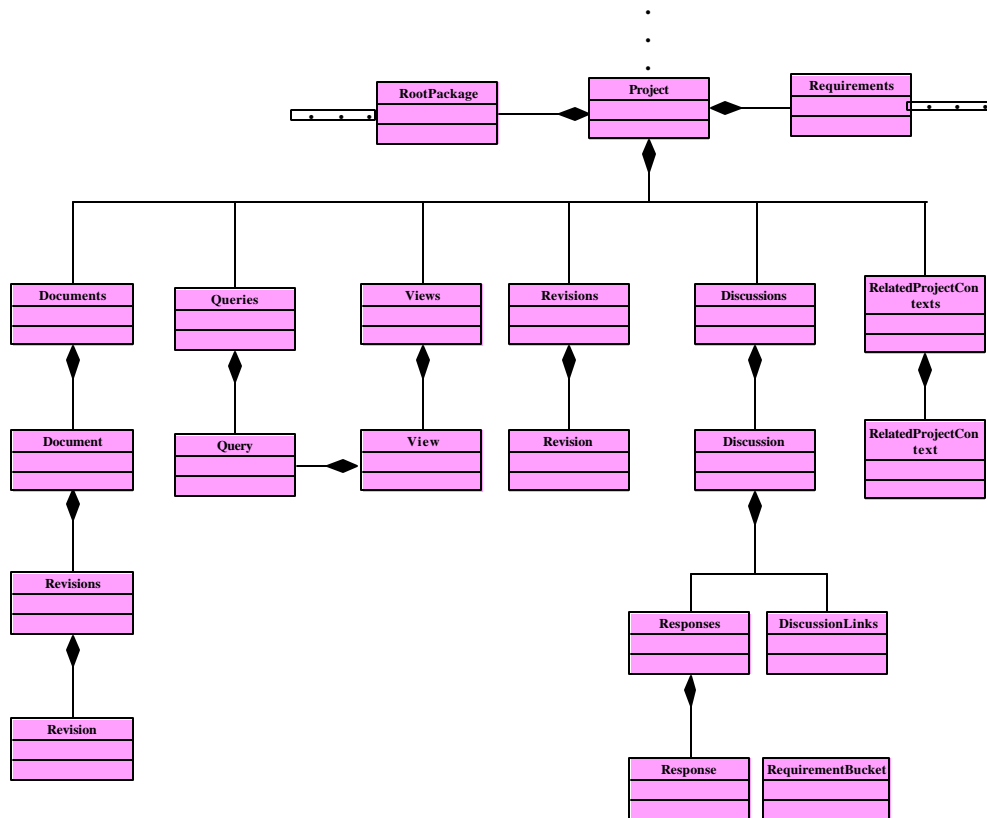 RootPackage
Project
Requirements
Documents
Queries
Views
Revisions
Discussions
RelatedProjectCon
texts
Document
Query
View
Revision
Discussion
RelatedProjectCon
text
Revisions
Responses
DiscussionLinks
Revision
Response
RequirementBucket